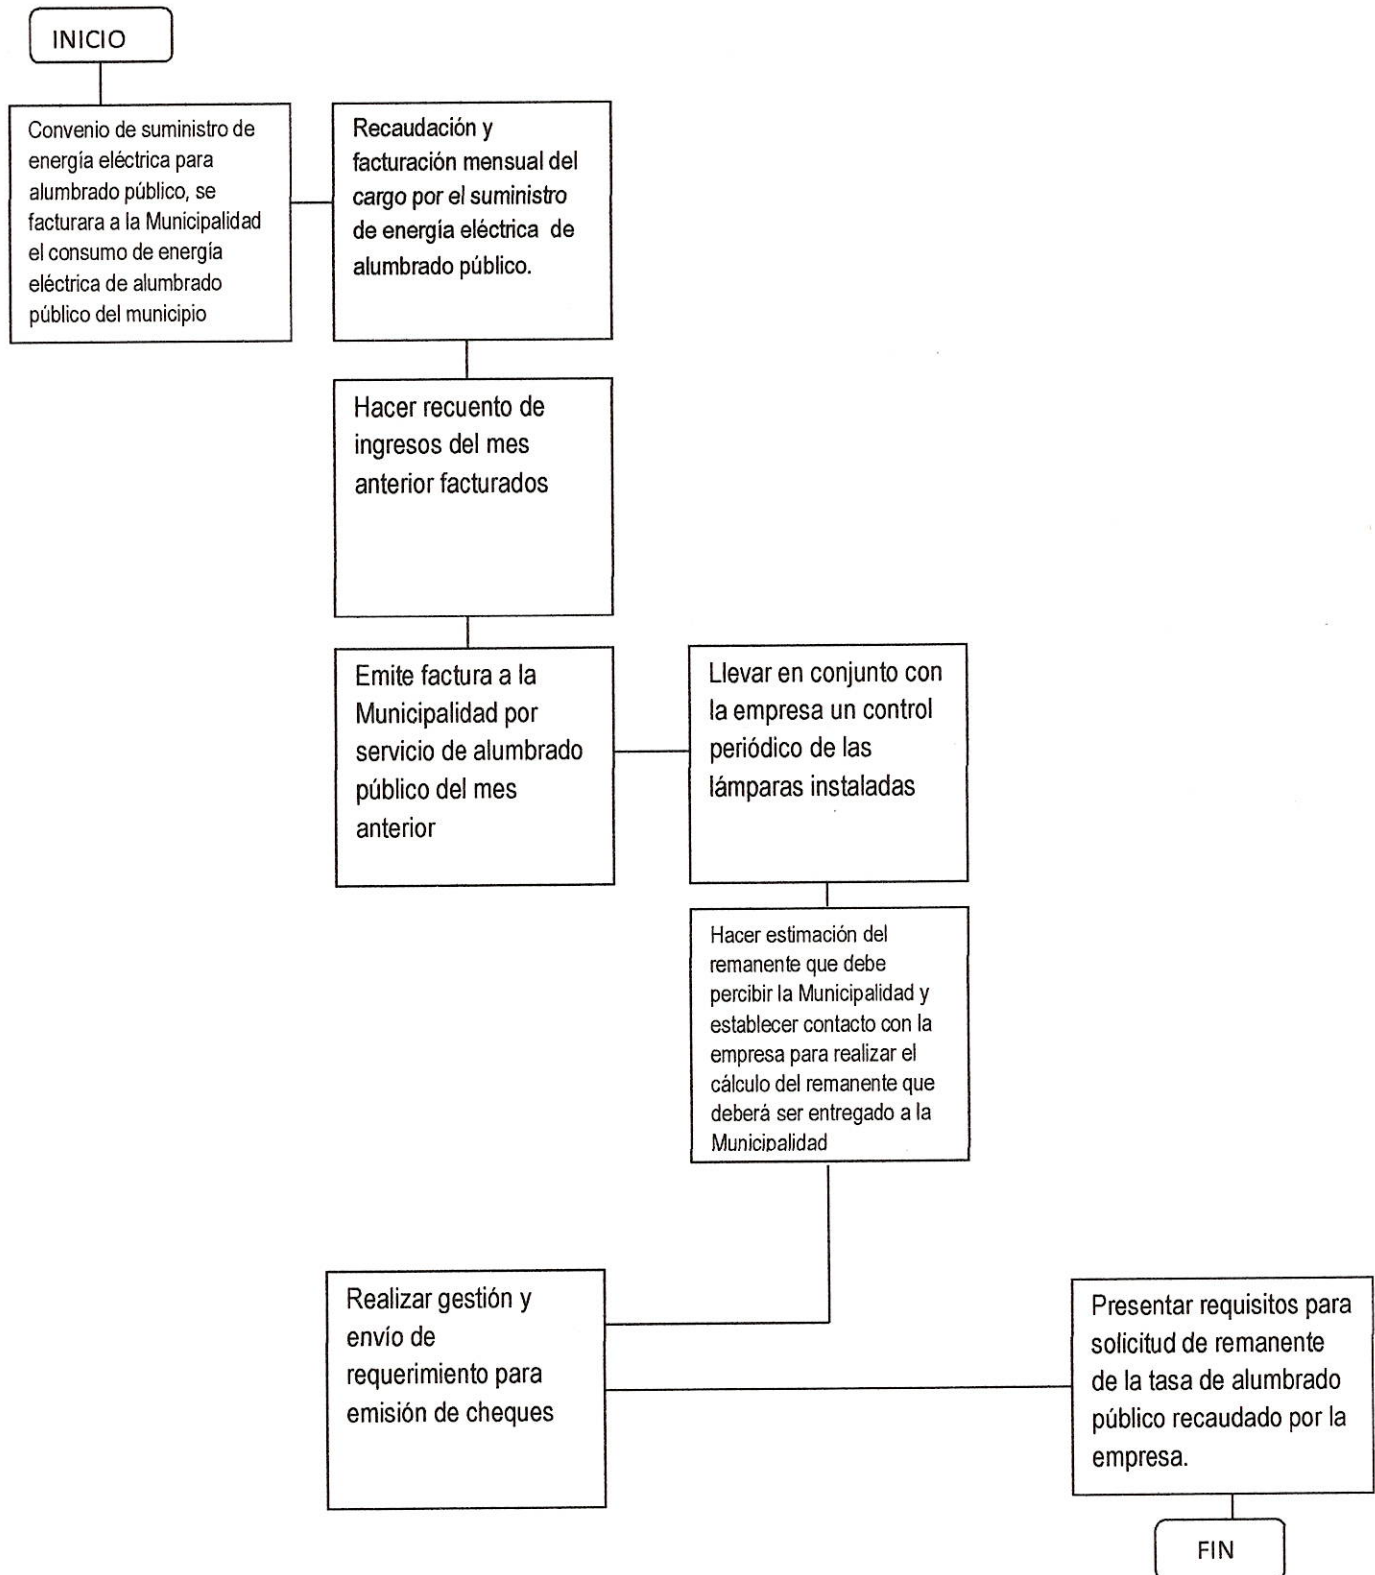 INICIO
Convenio de suministro de
energía eléctrica para
alumbrado público, se
facturara a la Municipalidad
el consumo de energía
eléctrica de alumbrado
público del municipio
Recaudación y
facturación mensual del
cargo por el suministro
de energía eléctrica de
alumbrado público.
Hacer recuento de
ingresos del mes
anterior facturados
Emite factura a la
Municipalidad por
servicio de alumbrado
público del mes
anterior
Llevar en conjunto con
la empresa un control
periódico de las
lámparas instaladas
Hacer estimación del
remanente que debe
percibir la Municipalidad y
establecer contacto con la
empresa para realizar el
cálculo del remanente que
deberá ser entregado a la
Municipalidad
Realizar gestión y
envío de
requerimiento para
emisión de cheques
Presentar requisitos para
solicitud de remanente
de la tasa de alumbrado
público recaudado por la
empresa.
FIN